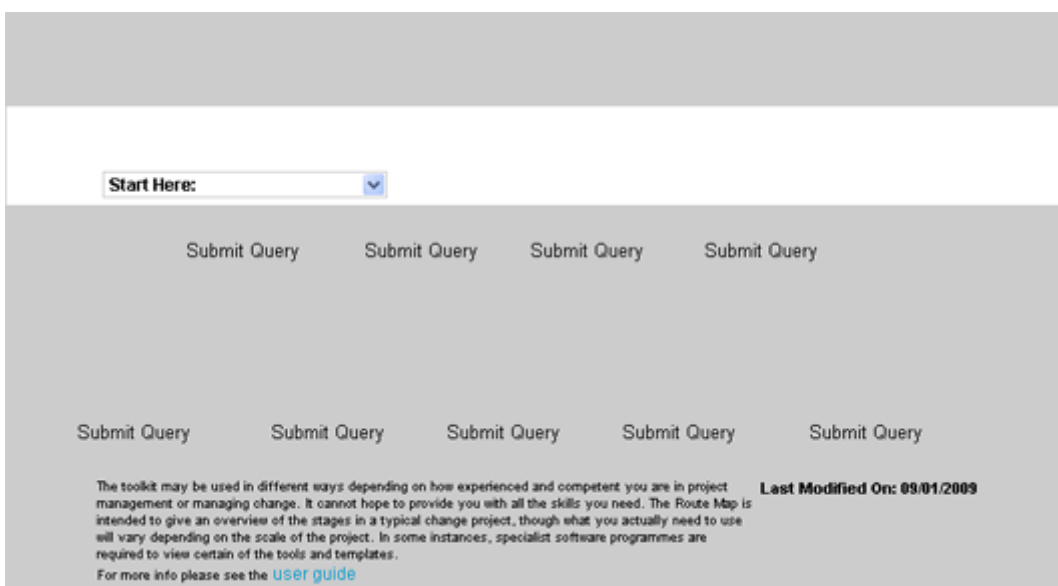 Start Here:
Submit Query Submit Query Submit Query Submit Query
Submit Query Submit Query Submit Query Submit Query Submit Query
The toolkit may be used in different ways depending on how experienced and competent you are in project
management or managing change. It cannot hope to provide you with all the skills you need. The Route Map is
intended to give an overview of the stages in a typical change project, though what you actually need to use
will vary depending on the scale of the project. In some instances, specialist software programmes are
required to view certain of the tools and templates.
For more info please see the user guide
Last Modified On: 09/01/2009